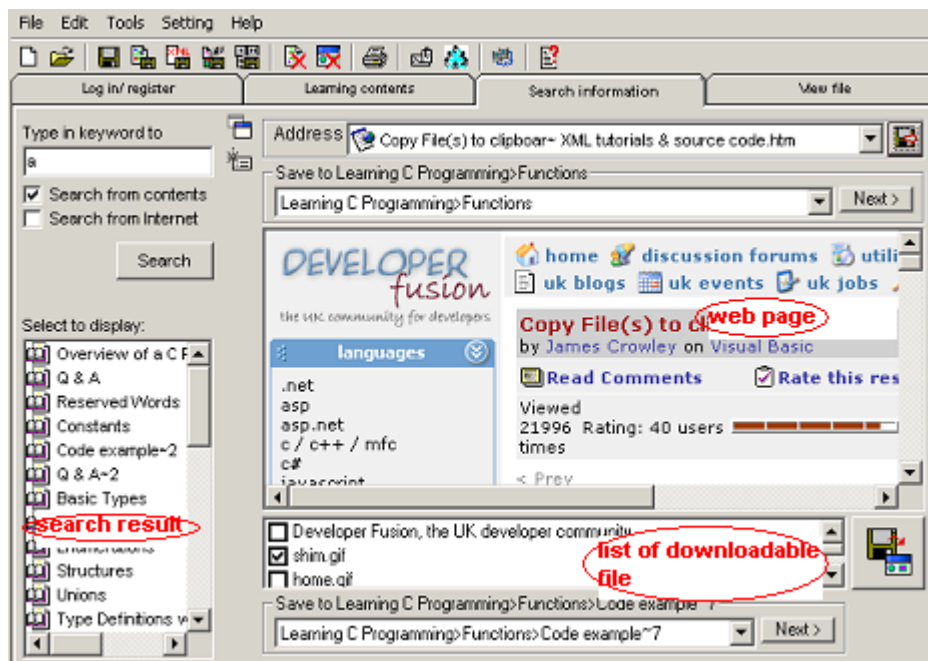 File Edit Tools Setting Help
Log in/ register
Learning contents
Search information
View file
Type in keyword to
a
Search from contents
Search from Internet
Search
Select to display:
Overview of a C F
Q & A
Reserved Words
Constants
Code example~2
Q & A~2
Basic Types
search result
Enumerations
Structures
Unions
Type Definitions w
Address
Copy File(s) to clipboar~ XML tutorials & source code.htm
Save to Learning C Programming>Functions
Learning C Programming>Functions
Next >
DEVELOPER
fusion
the UK community for developers
languages
.net
asp
asp.net
c / c++ / mfc
c#
javascript
home discussion forums utili
uk blogs uk events uk jobs
Copy File(s) to cl
web page
by James Crowley on Visual Basic
Read Comments Rate this res
Viewed
21996 Rating: 40 users
times
< Prev
Developer Fusion, the UK developer community
shim.gif
home.gif
list of downloadable
file
Save to Learning C Programming>Functions>Code example~7
Learning C Programming>Functions>Code example~7
Next >